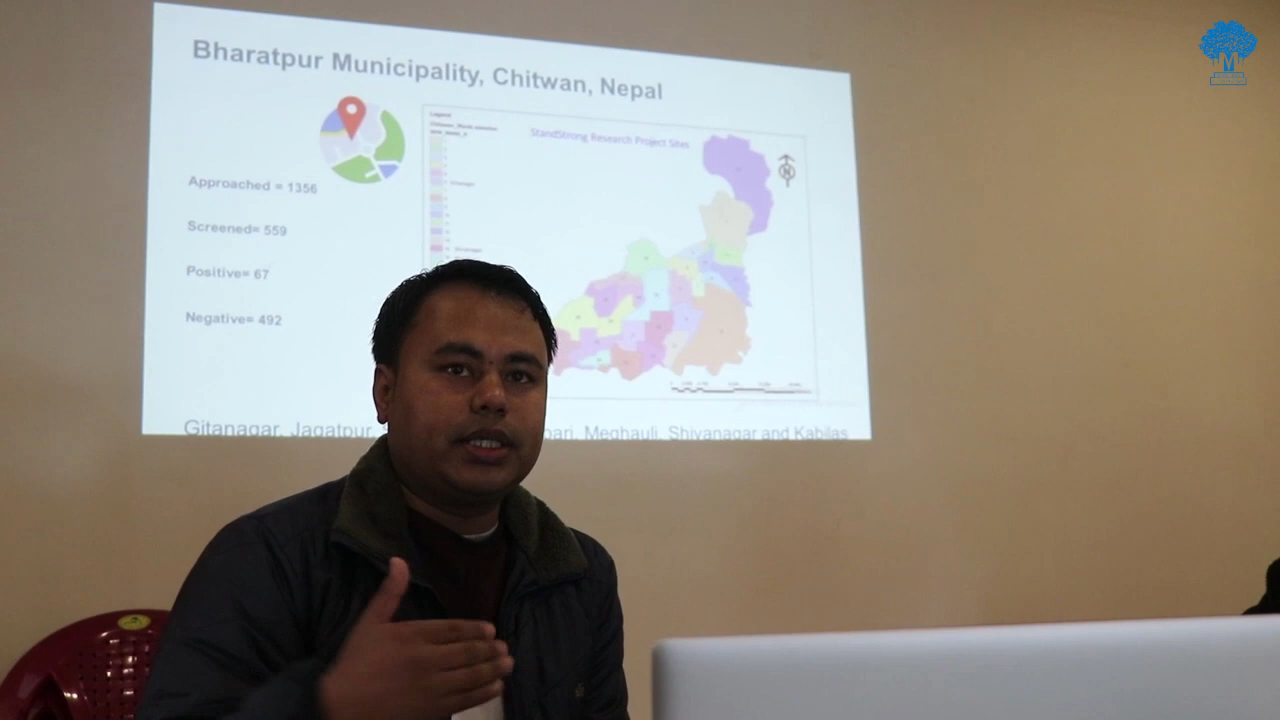 Bharatpur Municipality, Chitwan, Nepal
Legend
StandStrong Research Project Sites
Approached = 1356
Screened= 559
Positive= 67
Negative= 492
Gitanagar, Jagatpur, Meghauli, Shivanagar and Kabilas
M